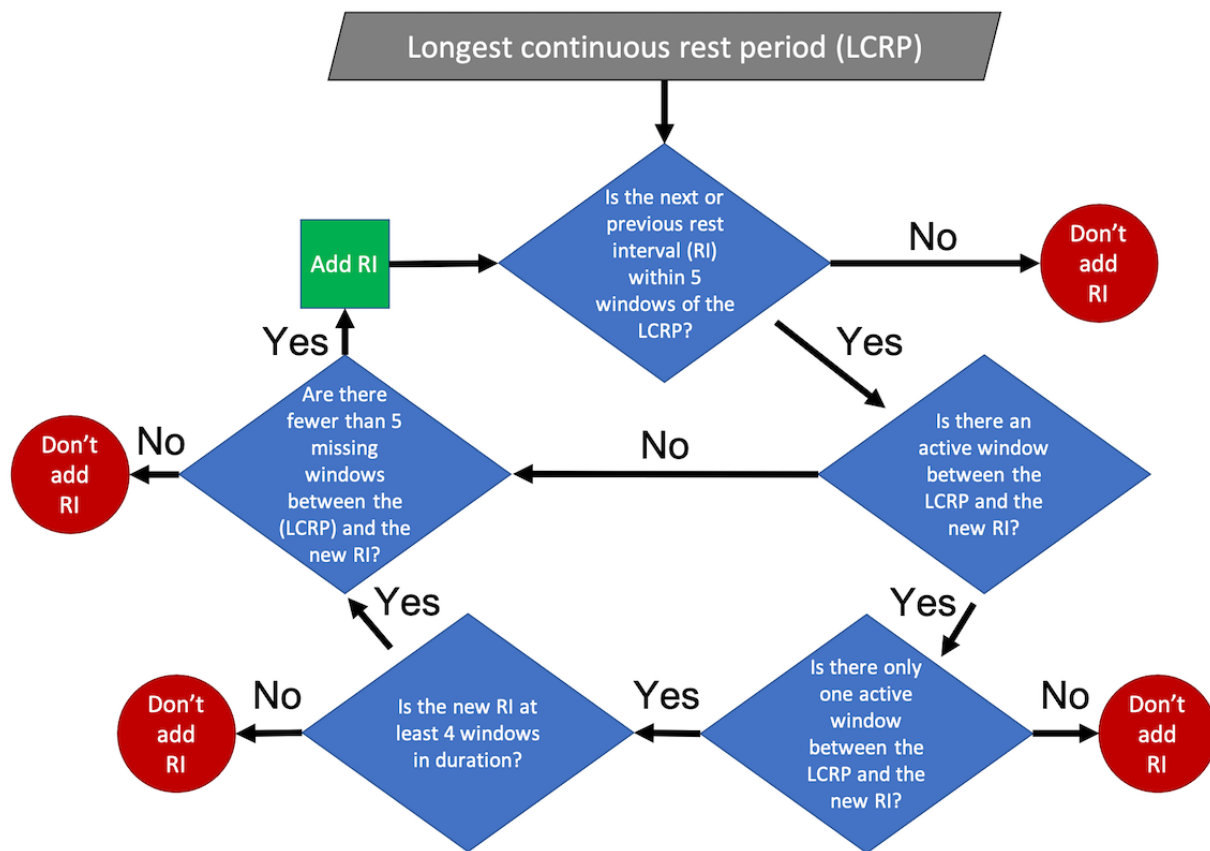 Longest continuous rest period (LCRP)
Is the next or
previous rest
interval (RI)
within 5
windows of the
LCRP?
No
Don't
add
RI
Add RI
Yes
Yes
Are there
fewer than 5
missing
windows
between the
(LCRP) and the
new RI?
No
Don't
add
RI
No
Is there an
active window
between the
LCRP and the
new RI?
Yes
Yes
Is the new RI at
least 4 windows
in duration?
No
Don't
add
RI
Yes
Is there only
one active
window
between the
LCRP and the
new RI?
No
Don't
add
RI